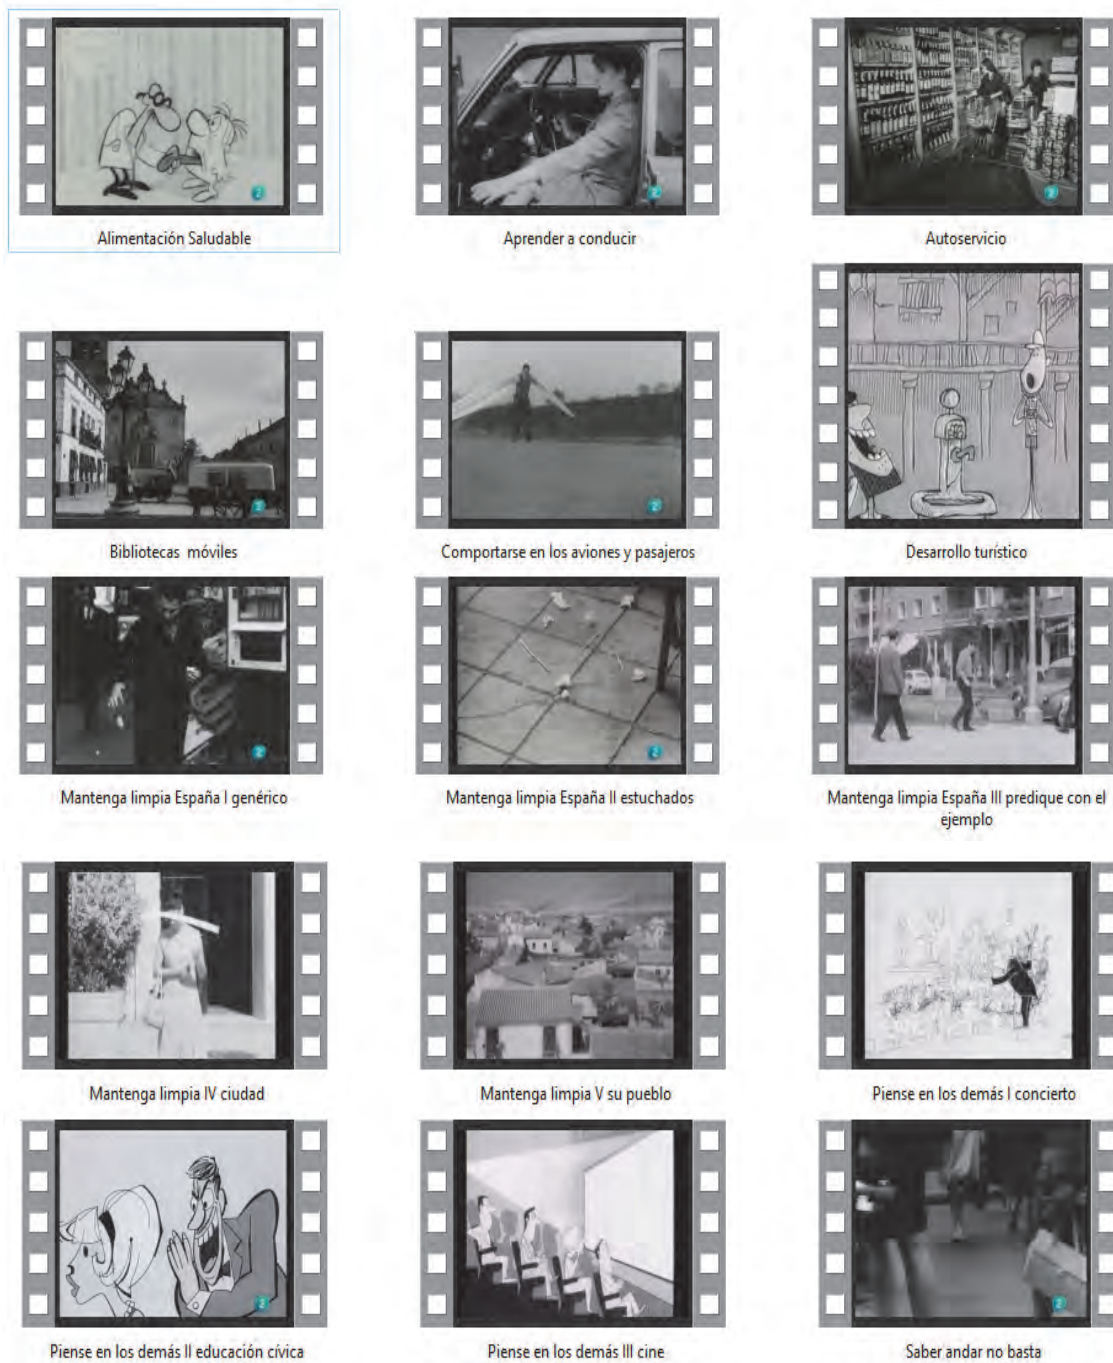 Alimentación Saludable
Aprender a conducir
Autoservicio
Bibliotecas móviles
Comportarse en los aviones y pasajeros
Desarrollo turístico
Mantenga limpia España I genérico
Mantenga limpia España II estuchados
Mantenga limpia España III predique con el
ejemplo
Mantenga limpia IV ciudad
Mantenga limpia V su pueblo
Piense en los demás I concierto
Piense en los demás II educación cívica
Piense en los demás III cine
Saber andar no basta